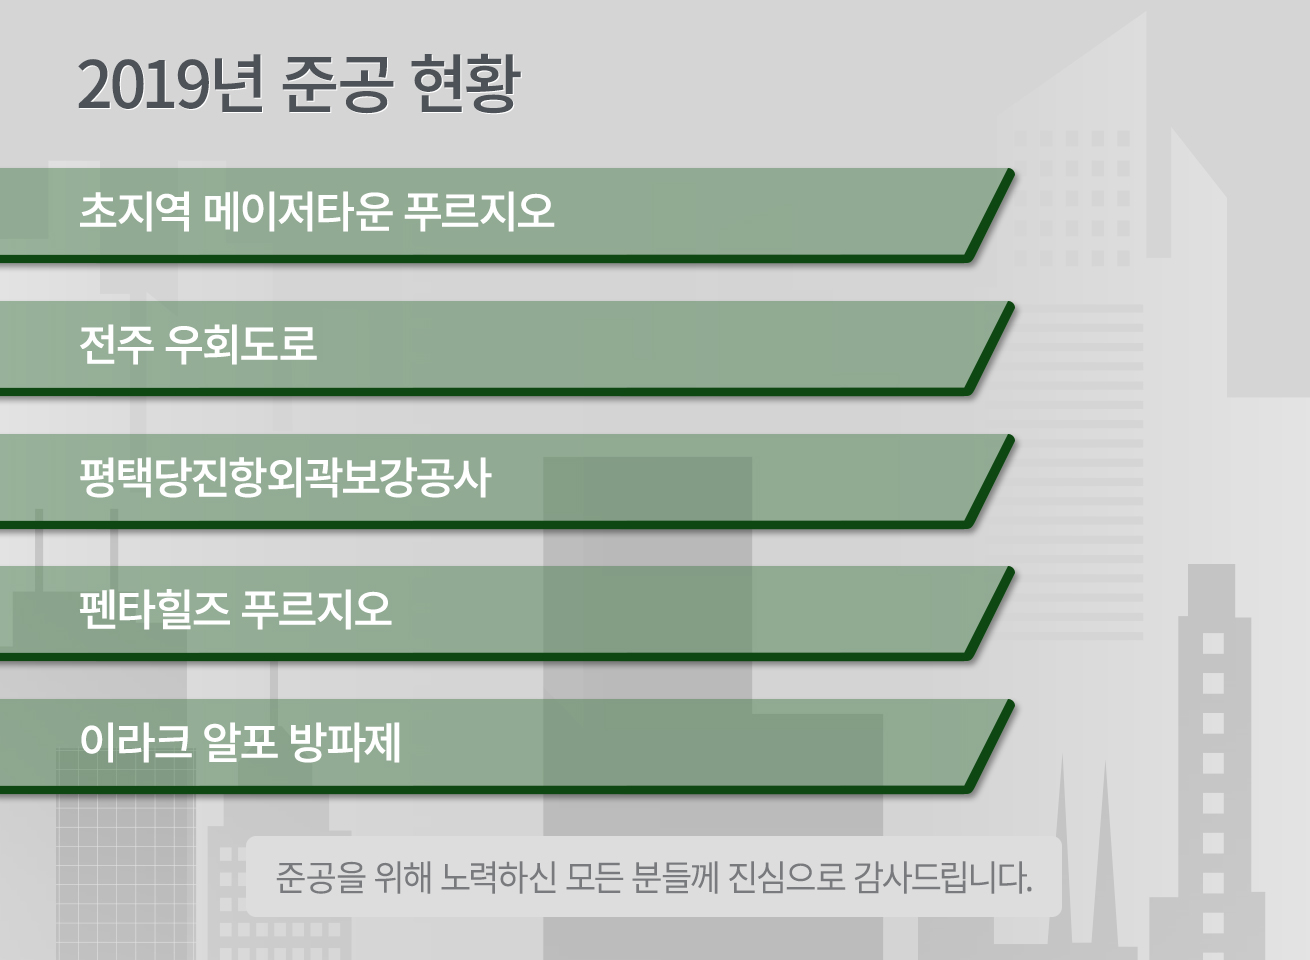 2019년 준공 현황
초지역 메이저타운 푸르지오
전주 우회도로
평택당진항외곽보강공사
펜타힐즈 푸르지오
이라크 알포 방파제
준공을 위해 노력하신 모든 분들께 진심으로 감사드립니다.